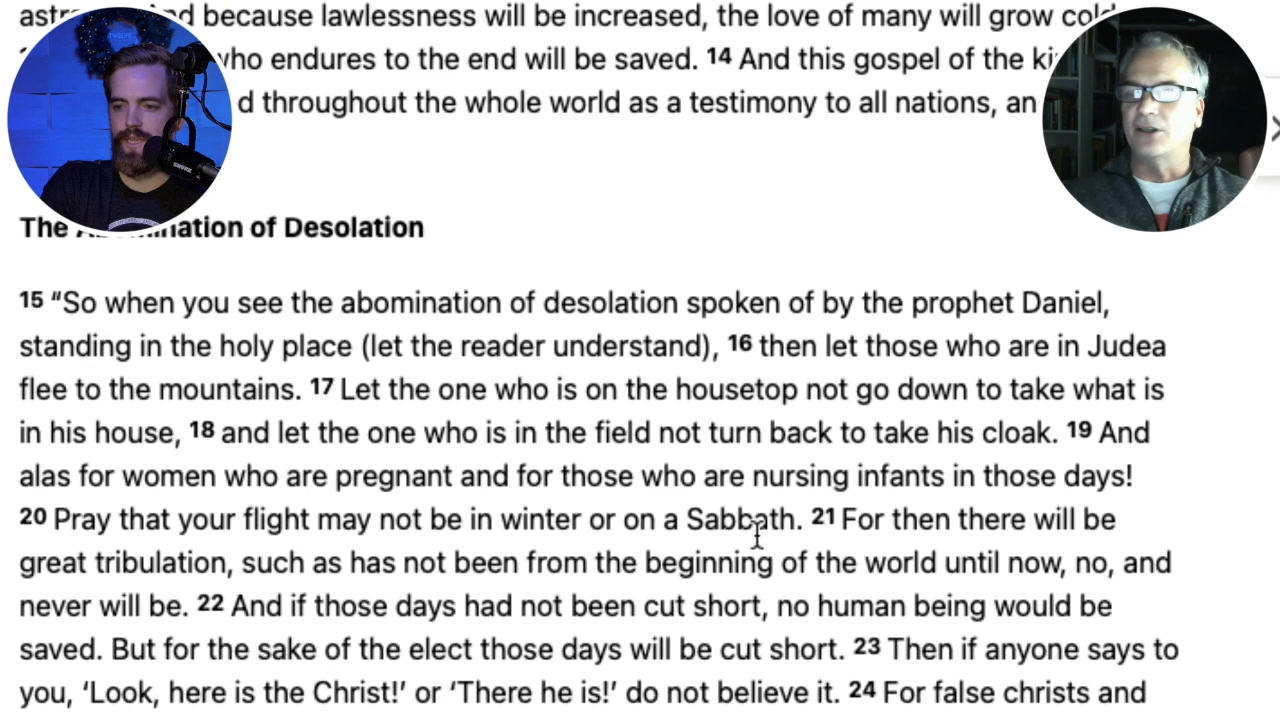 because lawlessness will be increased, the love of many will grow cold
who endures to the end will be saved. 14 And this gospel of the
throughout the whole world as a testimony to all nations,
The Abomination of Desolation
15 “So when you see the abomination of desolation spoken of by the prophet Daniel,
standing in the holy place (let the reader understand), 16 then let those who are in Judea
flee to the mountains. 17 Let the one who is on the housetop not go down to take what is
in his house, 18 and let the one who is in the field not turn back to take his cloak. 19 And
alas for women who are pregnant and for those who are nursing infants in those days!
20 Pray that your flight may not be in winter or on a Sabbath. 21 For then there will be
great tribulation, such as has not been from the beginning of the world until now, no, and
never will be. 22 And if those days had not been cut short, no human being would be
saved. But for the sake of the elect those days will be cut short. 23 Then if anyone says to
you, ‘Look, here is the Christ!’ or ‘There he is!’ do not believe it. 24 For false christs and